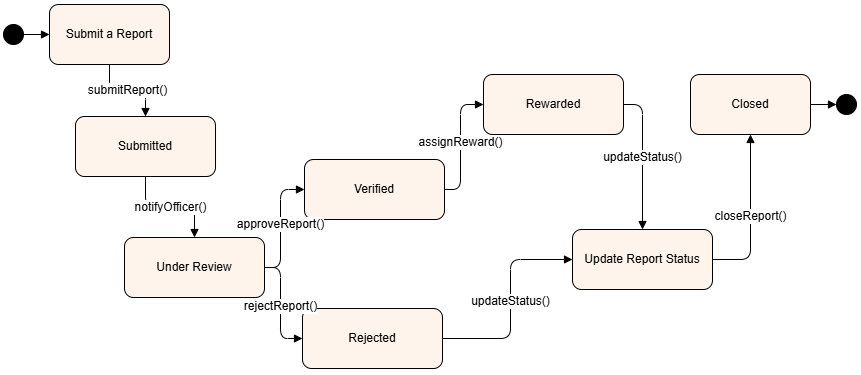 Submit a Report
submitReport()
Submitted
notifyOfficer()
Under Review
approveReport()
Verified
assignReward()
Rewarded
updateStatus()
rejectReport()
Rejected
updateStatus()
Update Report Status
closeReport()
Closed